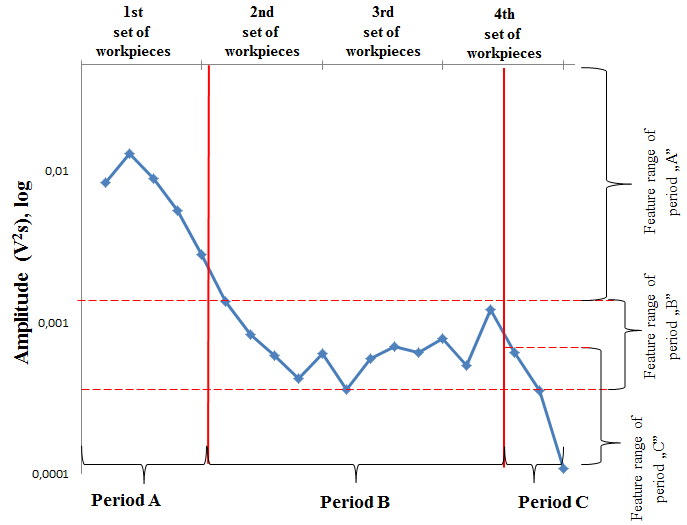 1st
set of
workpieces
2nd
set of
workpieces
3rd
set of
workpieces
4th
set of
workpieces
Amplitude (V²s), log
0,01
0,001
0,0001
Feature range of
period „A”
Feature range of
period „B”
Feature range of
period „C”
Period A
Period B
Period C